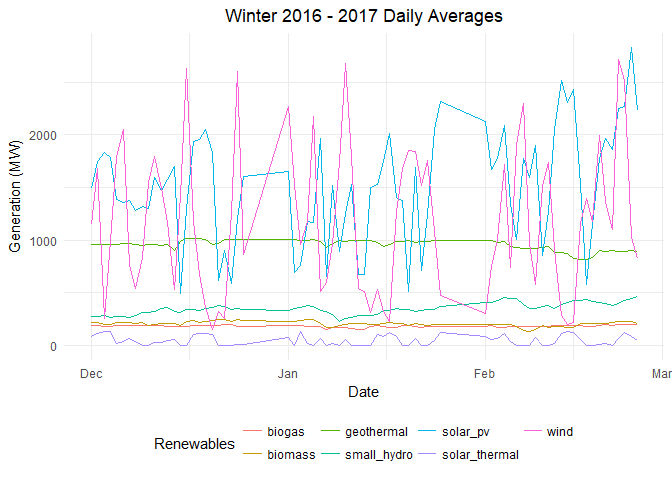 Winter 2016 - 2017 Daily Averages
Generation (MW)
2000
1000
0
Dec Jan Feb Mar
Date
Renewables
biogas geothermal solar_pv wind
biomass small_hydro solar_thermal